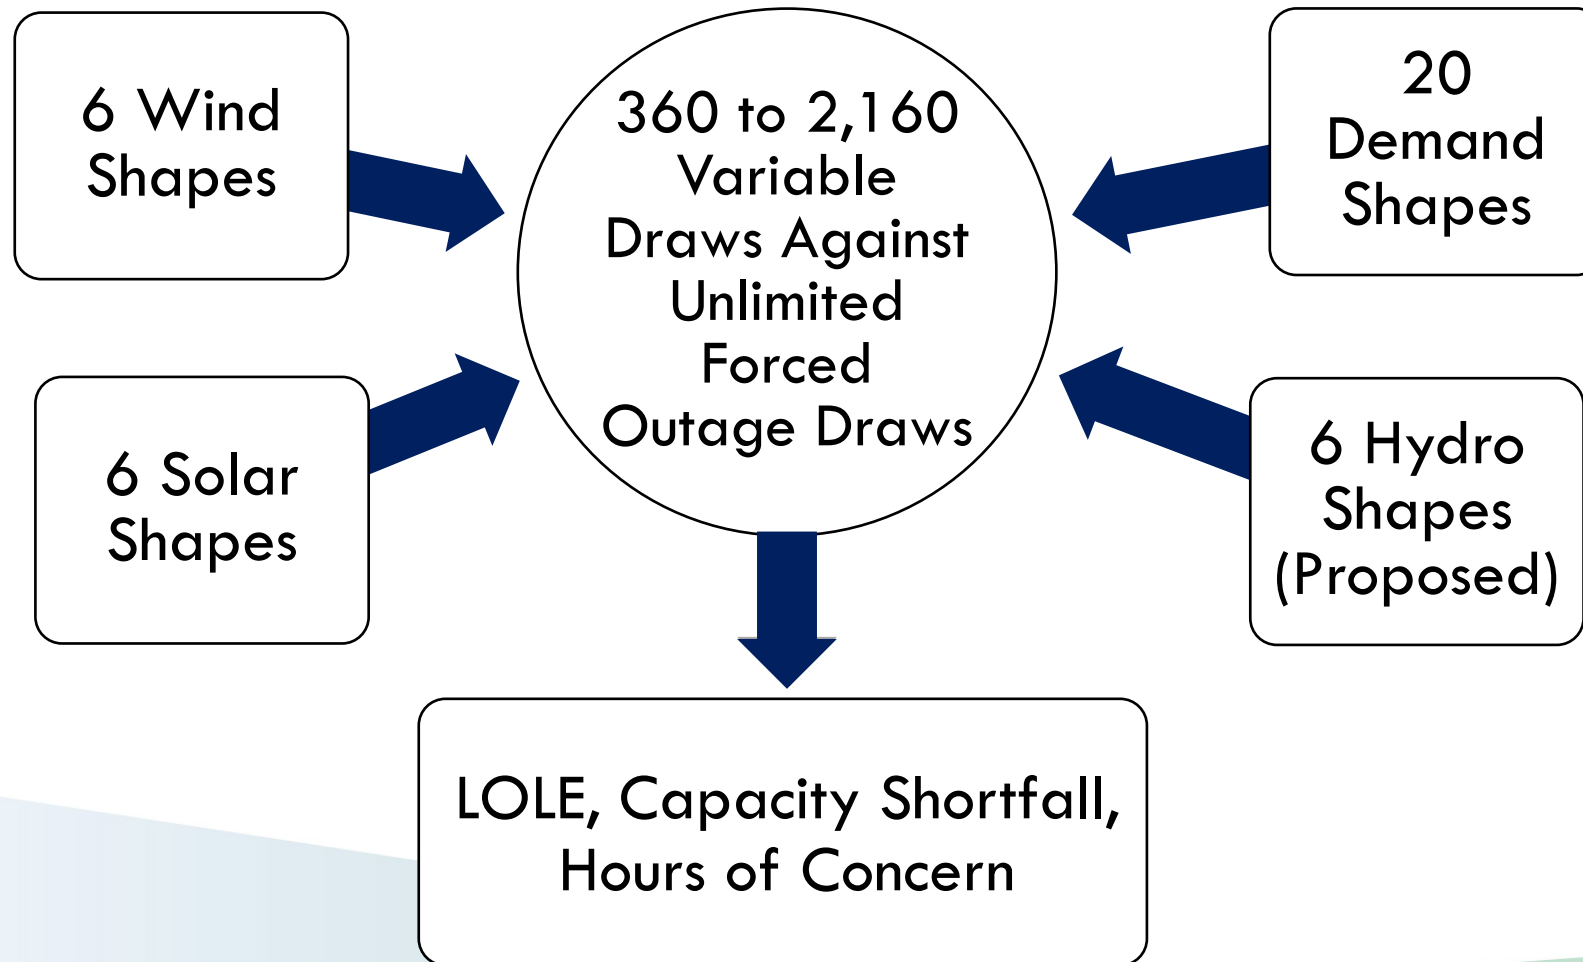 6 Wind
Shapes
360 to 2,160
Variable
Draws Against
Unlimited
Forced
Outage Draws
20
Demand
Shapes
6 Solar
Shapes
6 Hydro
Shapes
(Proposed)
LOLE, Capacity Shortfall,
Hours of Concern